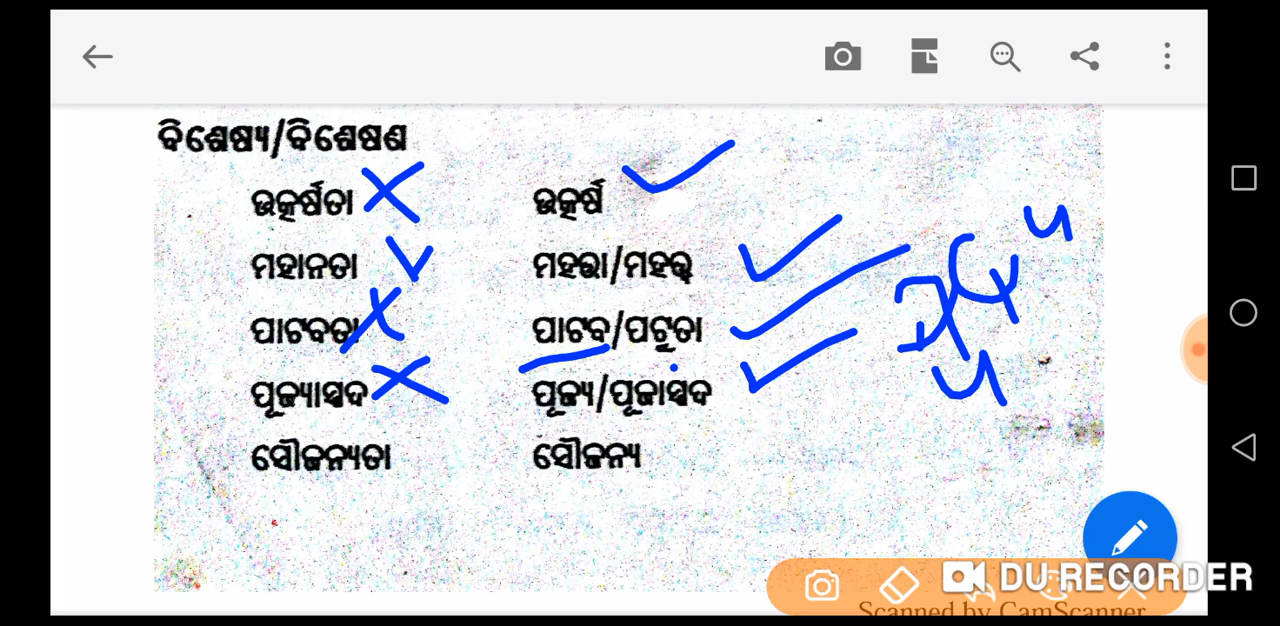 ବିଶେଷ୍ୟ/ବିଶେଷଣ
ଉତ୍କର୍ଷତା ଉତ୍କର୍ଷ
ମହାନତା ମହତ୍ତା/ମହତ୍ତ୍ୱ
ପାଟବତା ପାଟବ/ପଟୁତା
ପୂଜ୍ୟାସ୍ପଦ ପୂଜ୍ୟ/ପୂଜାସ୍ପଦ
ସୌଜନ୍ୟତା ସୌଜନ୍ୟ
DU RECORDER
Scanned by CamScanner